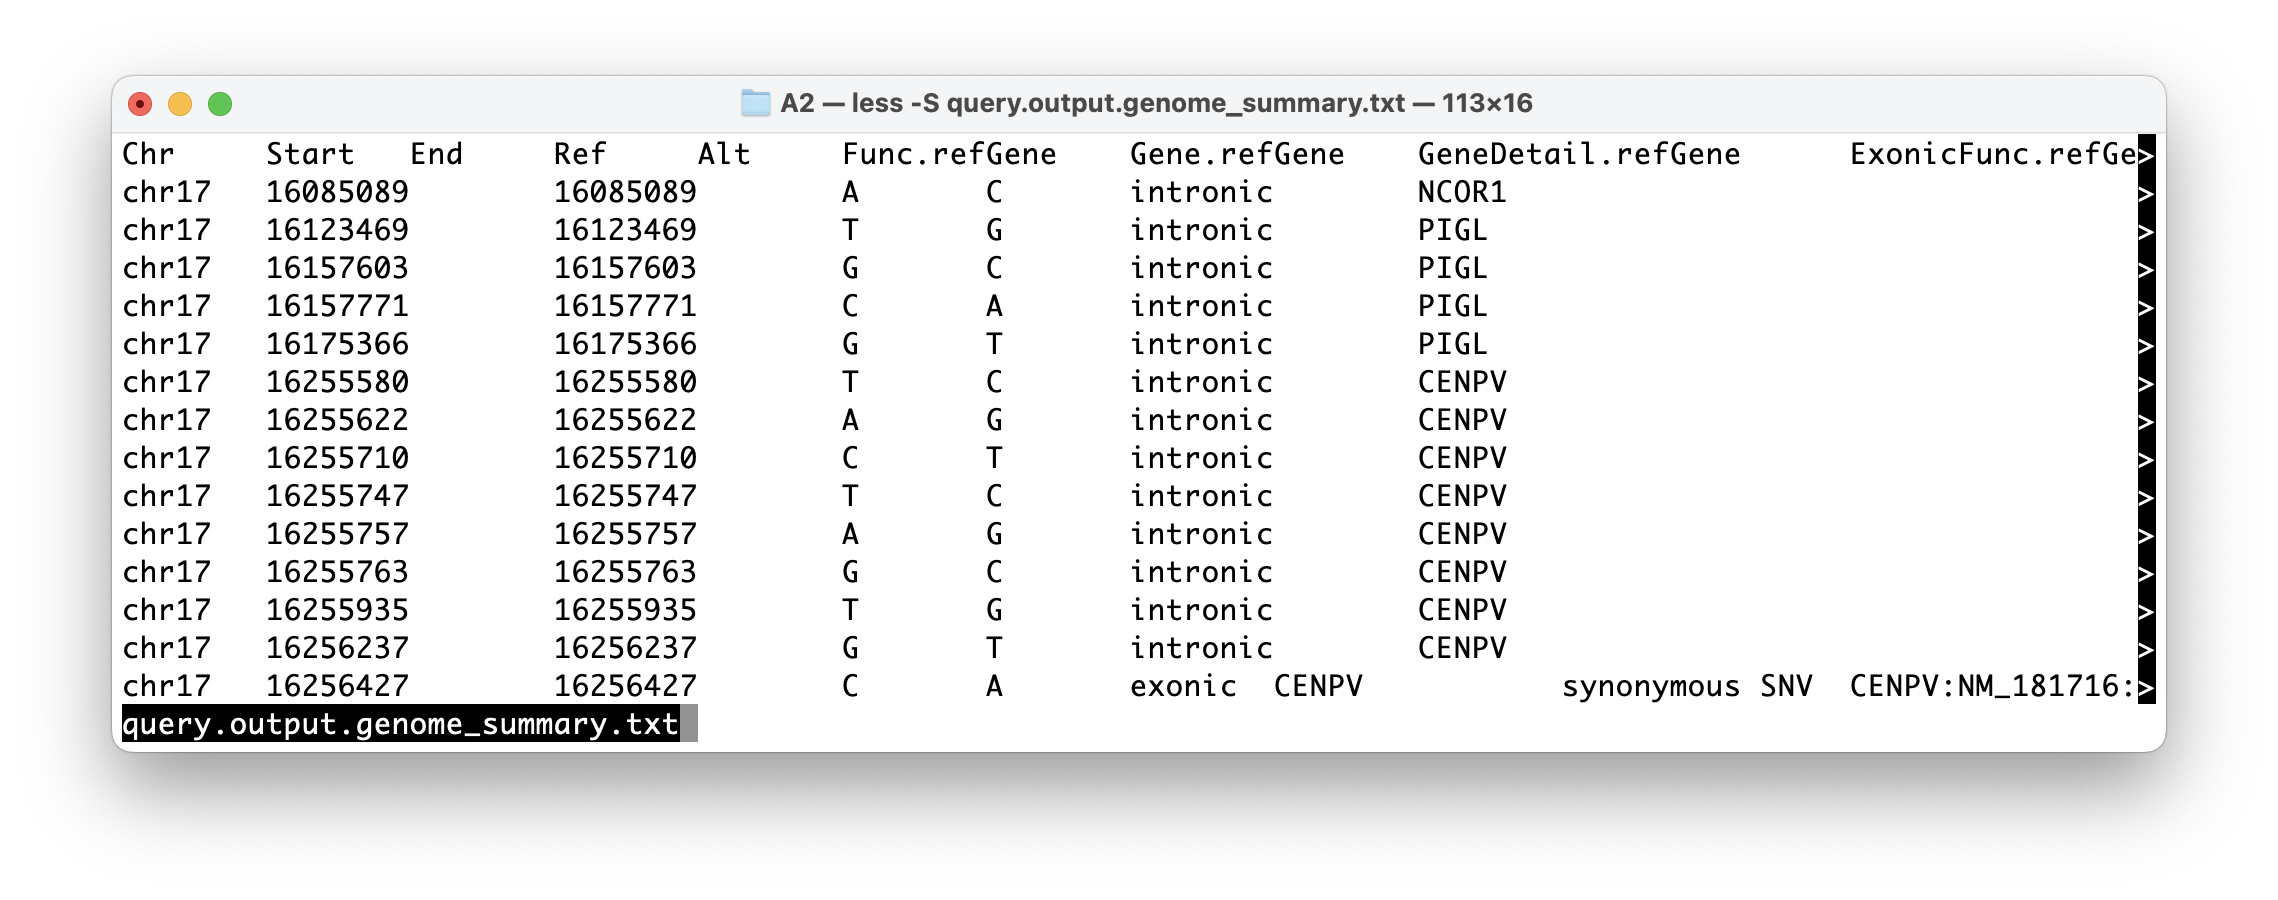 A2 — less -S query.output.genome_summary.txt — 113×16
Chr Start End Ref Alt Func.refGene Gene.refGene GeneDetail.refGene ExonicFunc.refGe>
chr17 16085089 16085089 A C intronic NCOR1 >
chr17 16123469 16123469 T G intronic PIGL >
chr17 16157603 16157603 G C intronic PIGL >
chr17 16157771 16157771 C A intronic PIGL >
chr17 16175366 16175366 G T intronic PIGL >
chr17 16255580 16255580 T C intronic CENPV >
chr17 16255622 16255622 A G intronic CENPV >
chr17 16255710 16255710 C T intronic CENPV >
chr17 16255747 16255747 T C intronic CENPV >
chr17 16255757 16255757 A G intronic CENPV >
chr17 16255763 16255763 G C intronic CENPV >
chr17 16255935 16255935 T G intronic CENPV >
chr17 16256237 16256237 G T intronic CENPV >
chr17 16256427 16256427 C A exonic CENPV synonymous SNV CENPV:NM_181716:>
query.output.genome_summary.txt